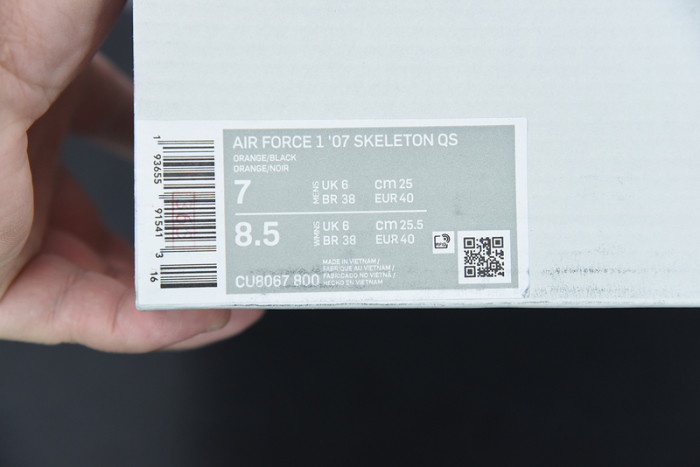 AIR FORCE 1 '07 SKELETON QS
ORANGE/BLACK
ORANGE/NOIR
7
MENS
UK 6
BR 38
cm 25
EUR 40
8.5
WMNS
UK 6
BR 38
cm 25.5
EUR 40
CU8067 800
MADE IN VIETNAM /
FABRIQUE AU VIETNAM /
FABRICADO NO VIETNÃ /
HECHO EN VIETNAM
1 93655 91541 3 16